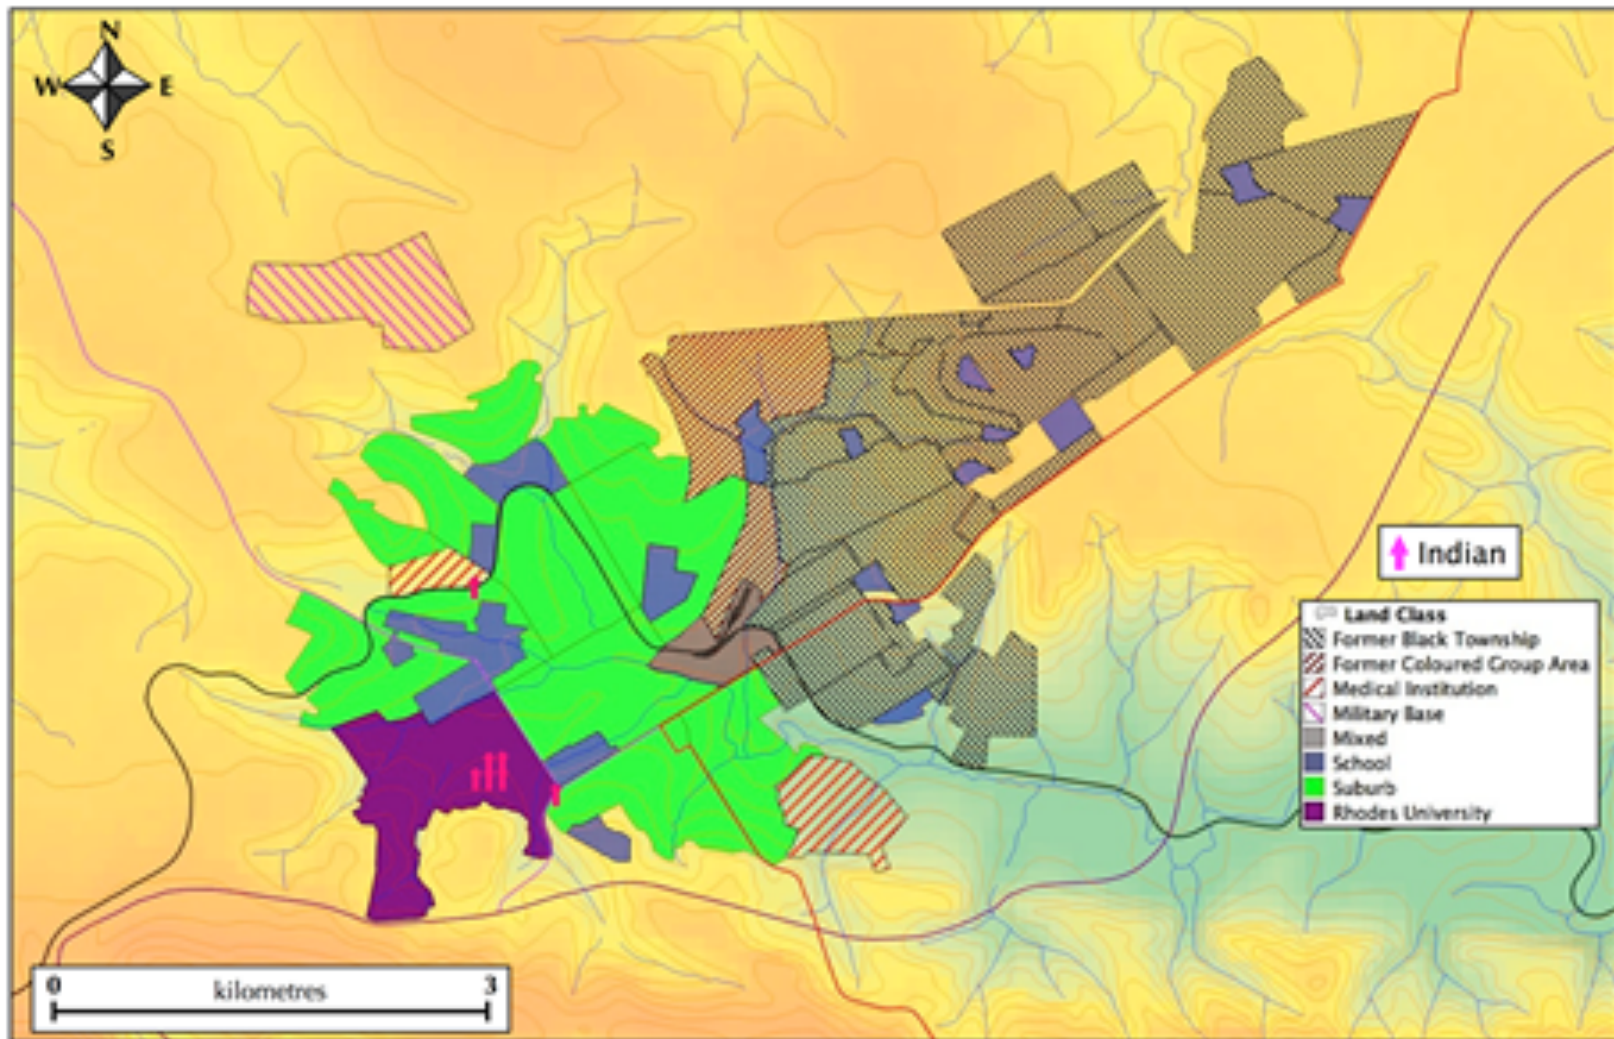 N
W E
S
Indian
Land Class
Former Black Township
Former Coloured Group Area
Medical Institution
Military Base
Mixed
School
Suburb
Rhodes University
0 kilometres 3